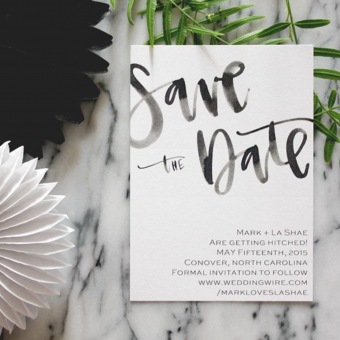 Save
the
Date
Mark + La Shae
Are getting hitched!
May Fifteenth, 2015
Conover, North Carolina
Formal invitation to follow
www.weddingwire.com
/markloveslashae